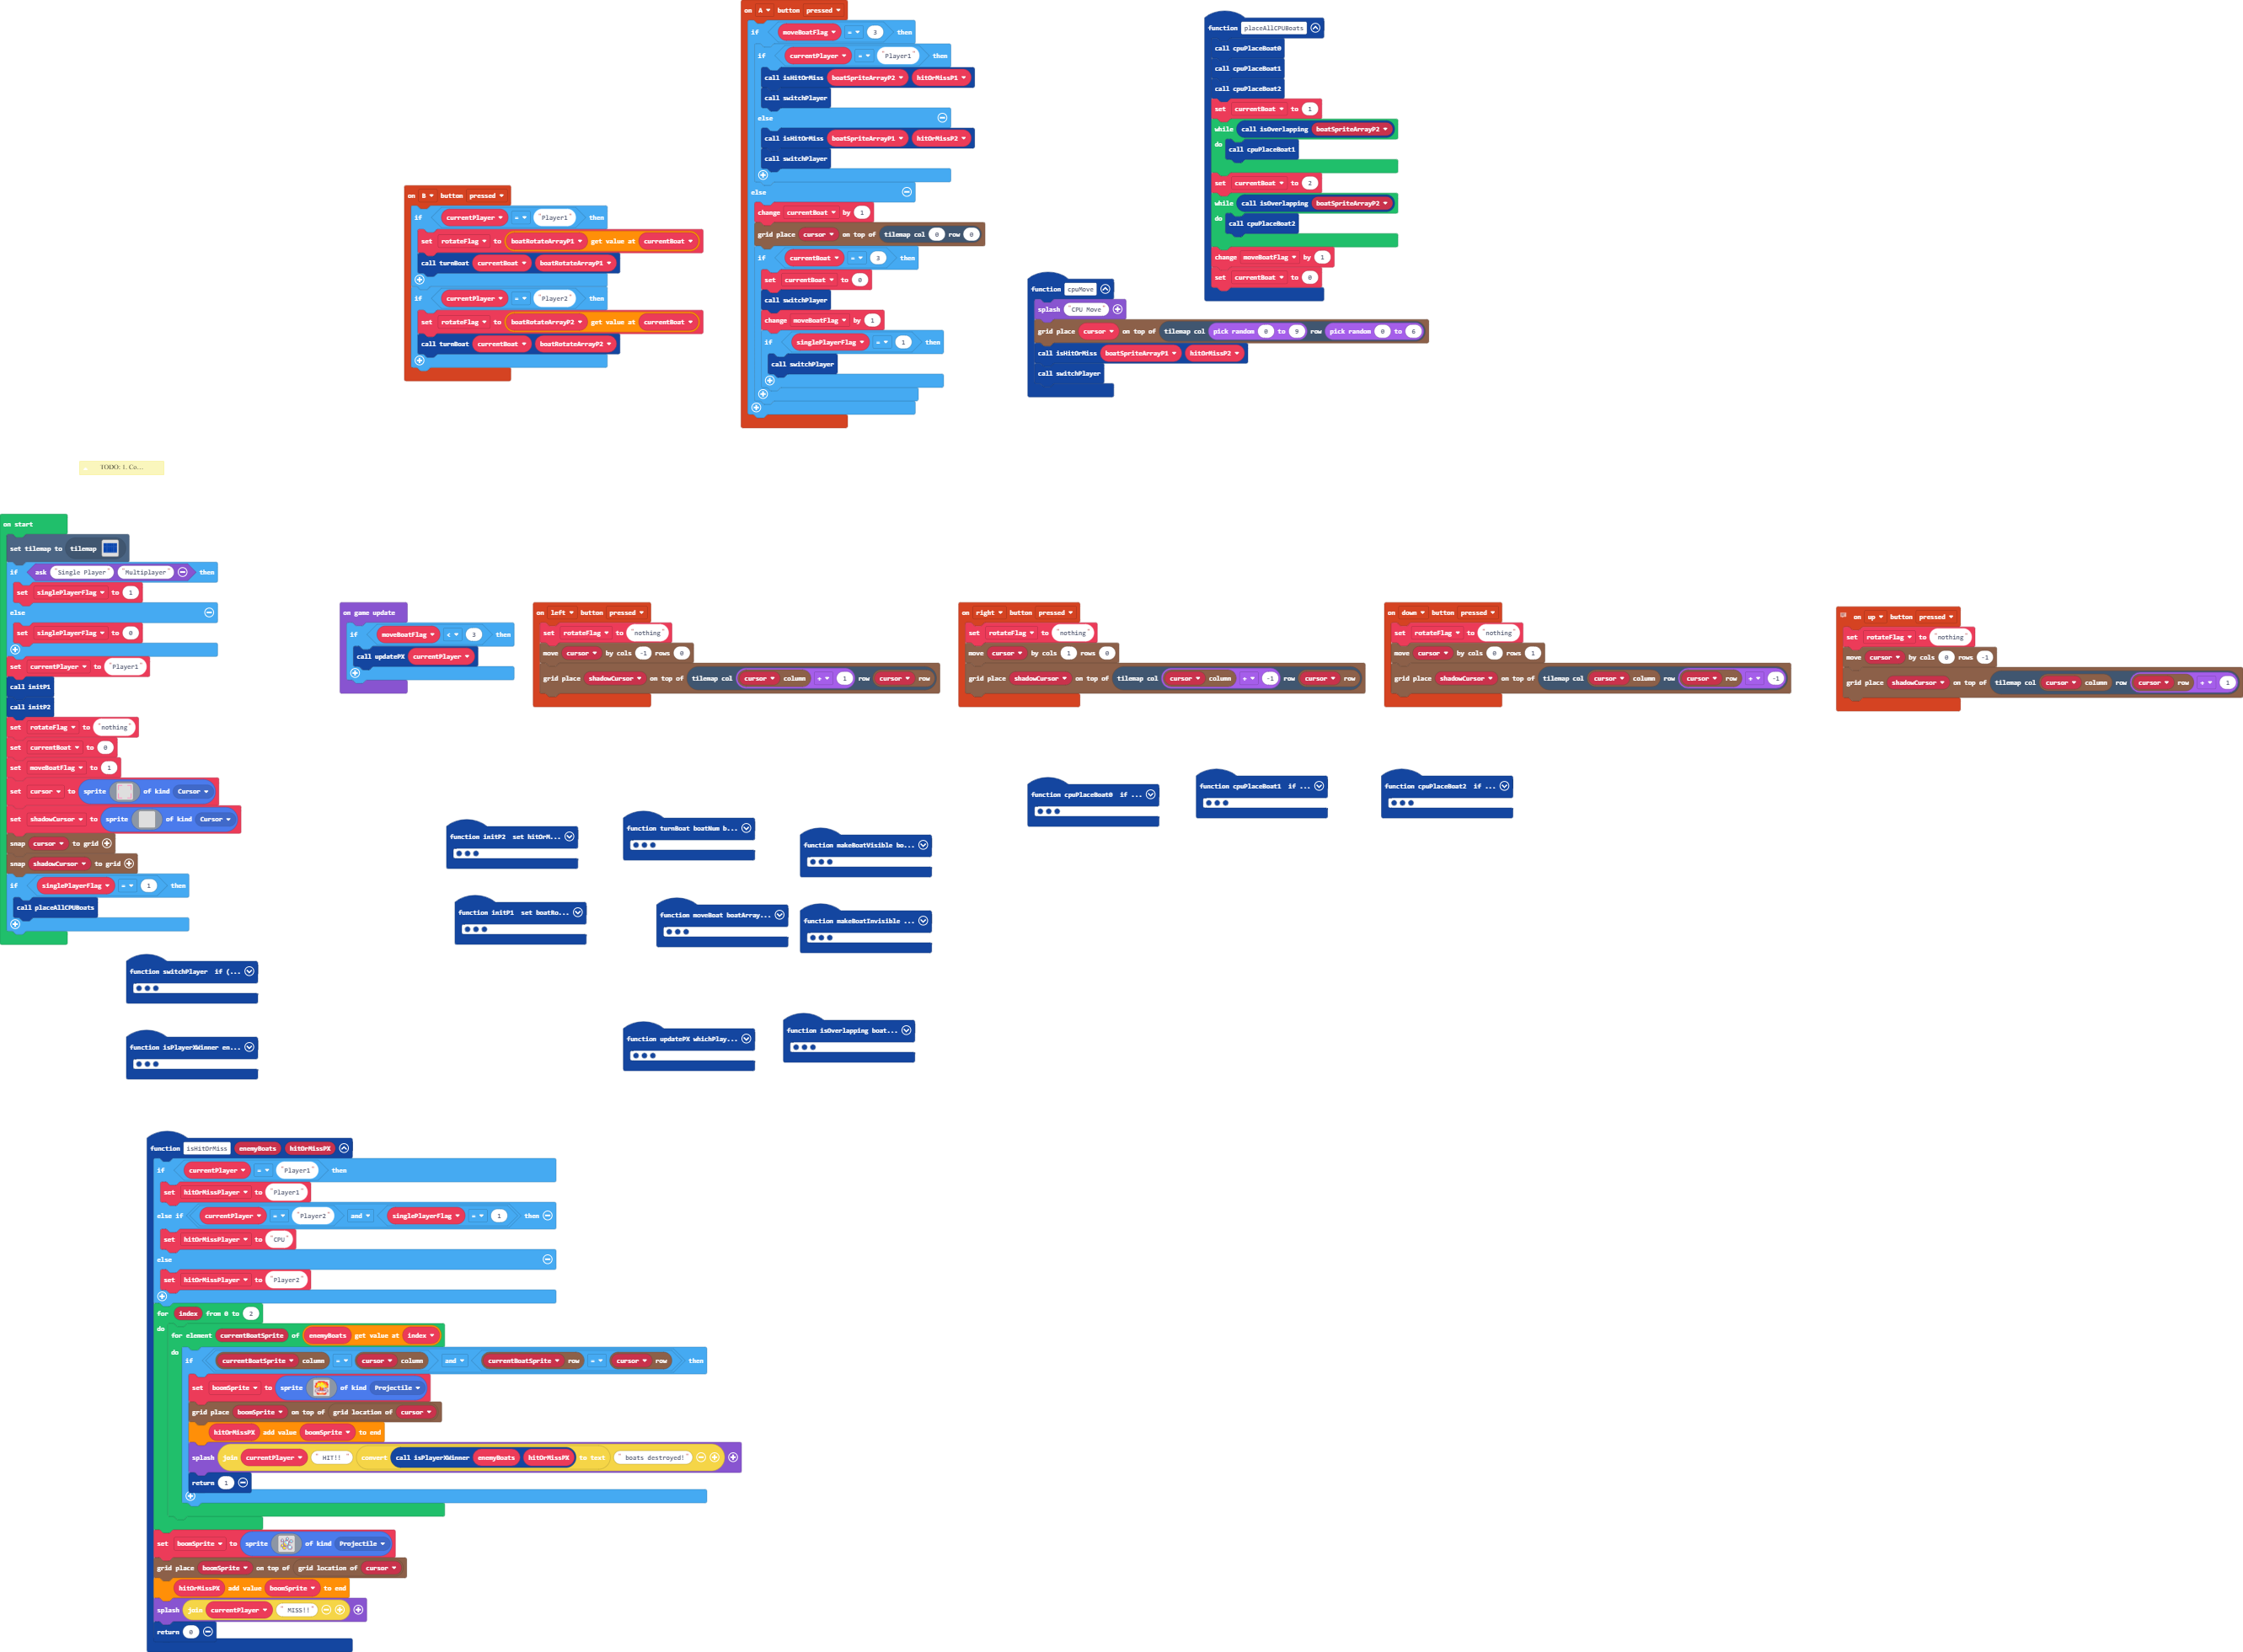 on A button pressed
if moveBoatFlag = 3 then
if currentPlayer = "Player1" then
call isHitOrMiss boatSpriteArrayP2 hitOrMissP1
call switchPlayer
else
call isHitOrMiss boatSpriteArrayP1 hitOrMissP2
call switchPlayer
else
change currentBoat by 1
grid place cursor on top of tilemap col 0 row 0
if currentBoat = 3 then
set currentBoat to 0
call switchPlayer
change moveBoatFlag by 1
if singlePlayerFlag = 1 then
call switchPlayer
function placeAllCPUBoats
call cpuPlaceBoat0
call cpuPlaceBoat1
call cpuPlaceBoat2
set currentBoat to 1
while call isOverlapping boatSpriteArrayP2
do call cpuPlaceBoat1
set currentBoat to 2
while call isOverlapping boatSpriteArrayP2
do call cpuPlaceBoat2
change moveBoatFlag by 1
set currentBoat to 0
on B button pressed
if currentPlayer = "Player1" then
set rotateFlag to boatRotateArrayP1 get value at currentBoat
call turnBoat currentBoat boatRotateArrayP1
if currentPlayer = "Player2" then
set rotateFlag to boatRotateArrayP2 get value at currentBoat
call turnBoat currentBoat boatRotateArrayP2
function cpuMove
splash "CPU Move"
grid place cursor on top of tilemap col pick random 0 to 9 row pick random 0 to 6
call isHitOrMiss boatSpriteArrayP1 hitOrMissP2
call switchPlayer
TODO: 1. Co...
on start
set tilemap to tilemap
if ask "Single Player" "Multiplayer" then
set singlePlayerFlag to 1
else
set singlePlayerFlag to 0
set currentPlayer to "Player1"
call initP1
call initP2
set rotateFlag to "nothing"
set currentBoat to 0
set moveBoatFlag to 1
set cursor to sprite of kind Cursor
set shadowCursor to sprite of kind Cursor
snap cursor to grid
snap shadowCursor to grid
if singlePlayerFlag = 1 then
call placeAllCPUBoats
on game update
if moveBoatFlag < 3 then
call updatePX currentPlayer
on left button pressed
set rotateFlag to "nothing"
move cursor by cols -1 rows 0
grid place shadowCursor on top of tilemap col cursor column + 1 row cursor row
on right button pressed
set rotateFlag to "nothing"
move cursor by cols 1 rows 0
grid place shadowCursor on top of tilemap col cursor column + -1 row cursor row
on down button pressed
set rotateFlag to "nothing"
move cursor by cols 0 rows 1
grid place shadowCursor on top of tilemap col cursor column row cursor row + -1
on up button pressed
set rotateFlag to "nothing"
move cursor by cols 0 rows -1
grid place shadowCursor on top of tilemap col cursor column row cursor row + 1
function cpuPlaceBoat0 if ...
function cpuPlaceBoat1 if ...
function cpuPlaceBoat2 if ...
function initP2 set hitOrM...
function turnBoat boatNum b...
function makeBoatVisible bo...
function initP1 set boatRo...
function moveBoat boatArray...
function makeBoatInvisible ...
function switchPlayer if (...
function isPlayerXWinner en...
function updatePX whichPlay...
function isOverlapping boat...
function isHitOrMiss enemyBoats hitOrMissPX
if currentPlayer = "Player1" then
set hitOrMissPlayer to "Player1"
else if currentPlayer = "Player2" and singlePlayerFlag = 1 then
set hitOrMissPlayer to "CPU"
else
set hitOrMissPlayer to "Player2"
for index from 0 to 2
do for element currentBoatSprite of enemyBoats get value at index
do if currentBoatSprite column = cursor column and currentBoatSprite row = cursor row then
set boomSprite to sprite of kind Projectile
grid place boomSprite on top of grid location of cursor
hitOrMissPX add value boomSprite to end
splash join currentPlayer " HIT!! " convert call isPlayerXWinner enemyBoats hitOrMissPX to text " boats destroyed!"
return 1
set boomSprite to sprite of kind Projectile
grid place boomSprite on top of grid location of cursor
hitOrMissPX add value boomSprite to end
splash join currentPlayer " MISS!!"
return 0